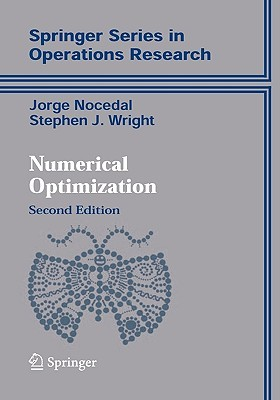 Springer Series in
Operations Research
Jorge Nocedal
Stephen J. Wright
Numerical
Optimization
Second Edition
Springer